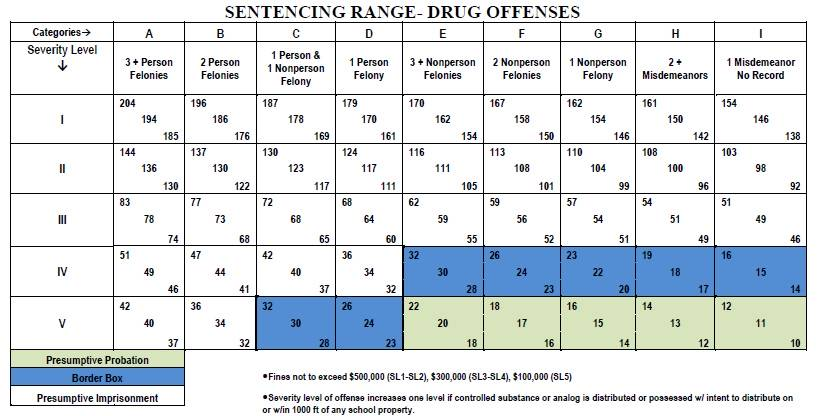 SENTENCING RANGE- DRUG OFFENSES
Categories→ A B C D E F G H I
Severity Level
↓
3 + Person
Felonies
2 Person
Felonies
1 Person &
1 Nonperson
Felony
1 Person
Felony
3 + Nonperson
Felonies
2 Nonperson
Felonies
1 Nonperson
Felony
2 +
Misdemeanors
1 Misdemeanor
No Record
204 196 187 179 170 167 162 161 154
I 194 186 178 170 162 158 154 150 146
185 176 169 161 154 150 146 142 138
144 137 130 124 116 113 110 108 103
II 136 130 123 117 111 108 104 100 98
130 122 117 111 105 101 99 96 92
83 77 72 68 62 59 57 54 51
III 78 73 68 64 59 56 54 51 49
74 68 65 60 55 52 51 49 46
51 47 42 36 32 26 23 19 16
IV 49 44 40 34 30 24 22 18 15
46 41 37 32 28 23 20 17 14
42 36 32 26 22 18 16 14 12
V 40 34 30 24 20 17 15 13 11
37 32 28 23 18 16 14 12 10
Presumptive Probation
Border Box
Presumptive Imprisonment
•Fines not to exceed $500,000 (SL1-SL2), $300,000 (SL3-SL4), $100,000 (SL5)
•Severity level of offense increases one level if controlled substance or analog is distributed or possessed w/ intent to distribute on
or w/in 1000 ft of any school property.